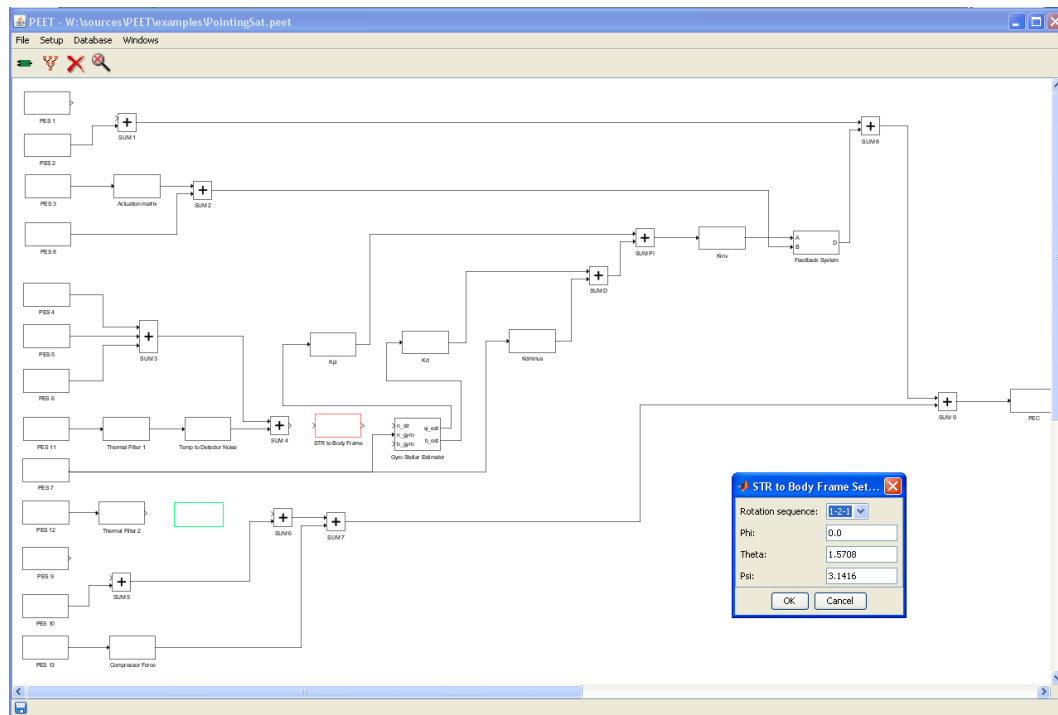 PEET - W:\sources\PEET\examples\PointingSat.peet
File Setup Database Windows
PES 1
SUM 1
SUM 8
PES 2
PES 3
Actuation matrix
SUM 2
PES 8
SUM PI
Kinv
A
B
D
Feedback System
SUM D
PES 4
PES 5
SUM 3
Kpi
Kd
Kdminus
PES 6
SUM 9
PEC
PES 11
Thermal Filter 1
Temp to Detector Noise
SUM 4
STR to Body Frame
n_str
n_gyro
b_gyro
φ_est
b_est
Gyro Stellar Estimator
PES 7
PES 12
Thermal Filter 2
SUM 6
SUM 7
PES 9
PES 10
SUM 5
PES 13
Compressor Force
STR to Body Frame Set...
Rotation sequence: 1-2-1
Phi: 0.0
Theta: 1.5708
Psi: 3.1416
OK Cancel